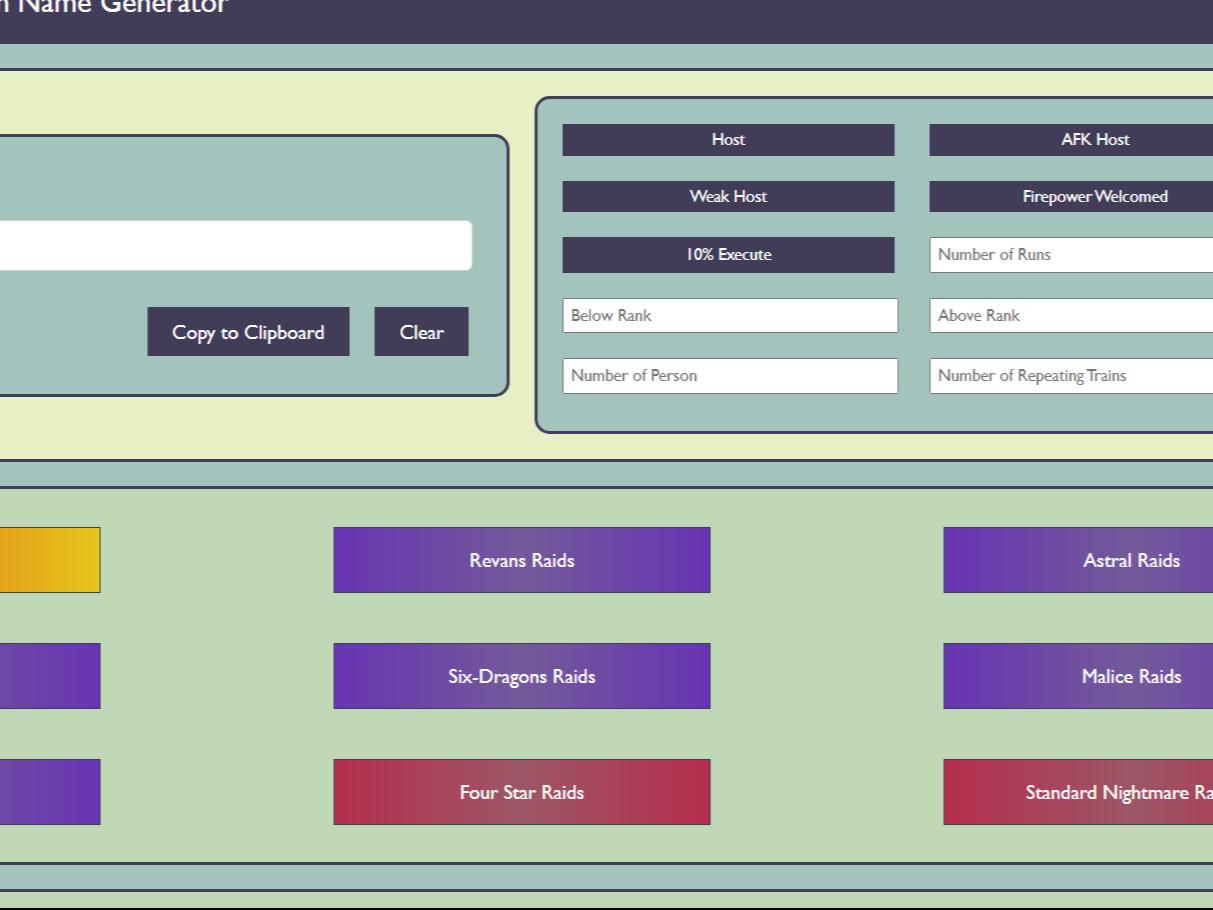 Name Generator
Host
AFK Host
Weak Host
Firepower Welcomed
10% Execute
Number of Runs
Below Rank
Above Rank
Copy to Clipboard
Clear
Number of Person
Number of Repeating Trains
Revans Raids
Astral Raids
Six-Dragons Raids
Malice Raids
Four Star Raids
Standard Nightmare